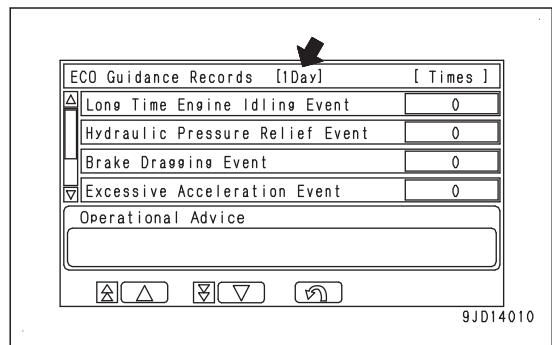 ECO Guidance Records [1Day] [ Times ]
Long Time Engine Idling Event 0
Hydraulic Pressure Relief Event 0
Brake Dragging Event 0
Excessive Acceleration Event 0
Operational Advice
9JD14010